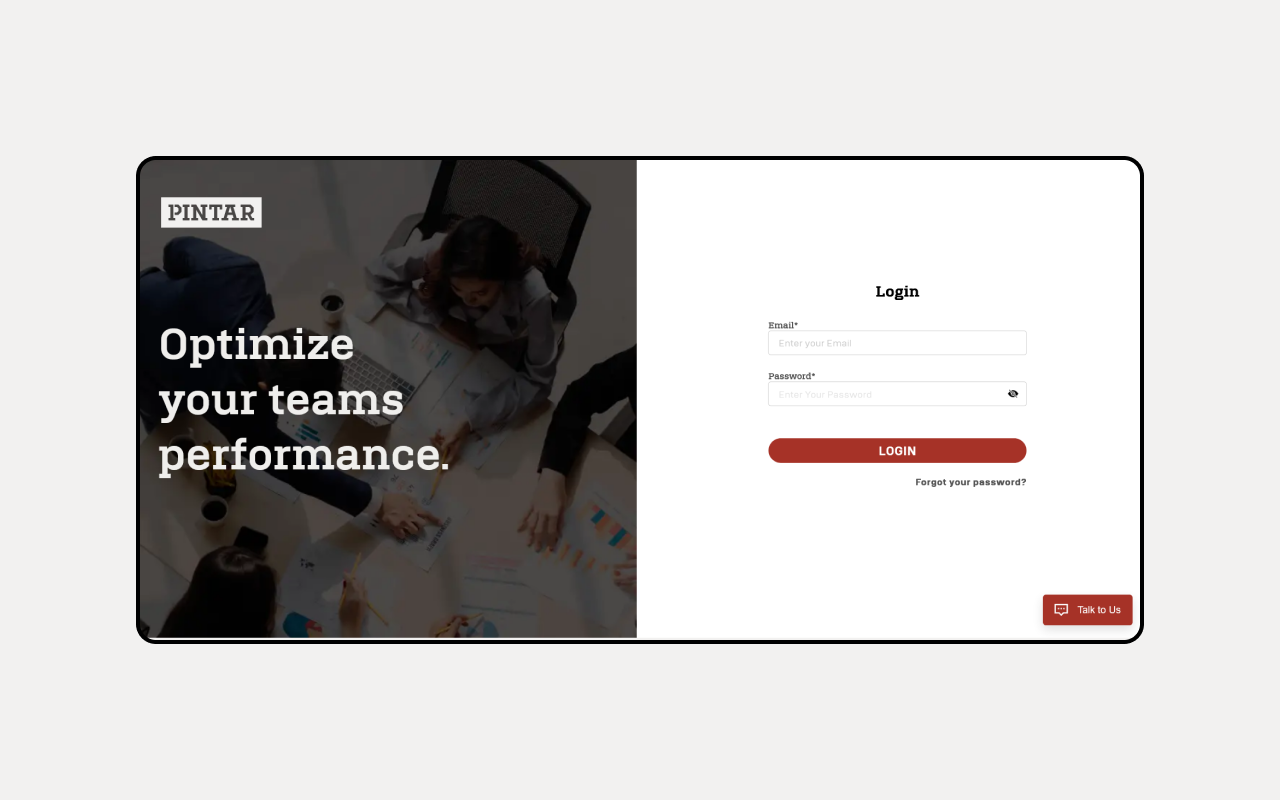 PINTAR
Optimize
your teams
performance.
Login
Email*
Enter your Email
Password*
Enter Your Password
LOGIN
Forgot your password?
Talk to Us